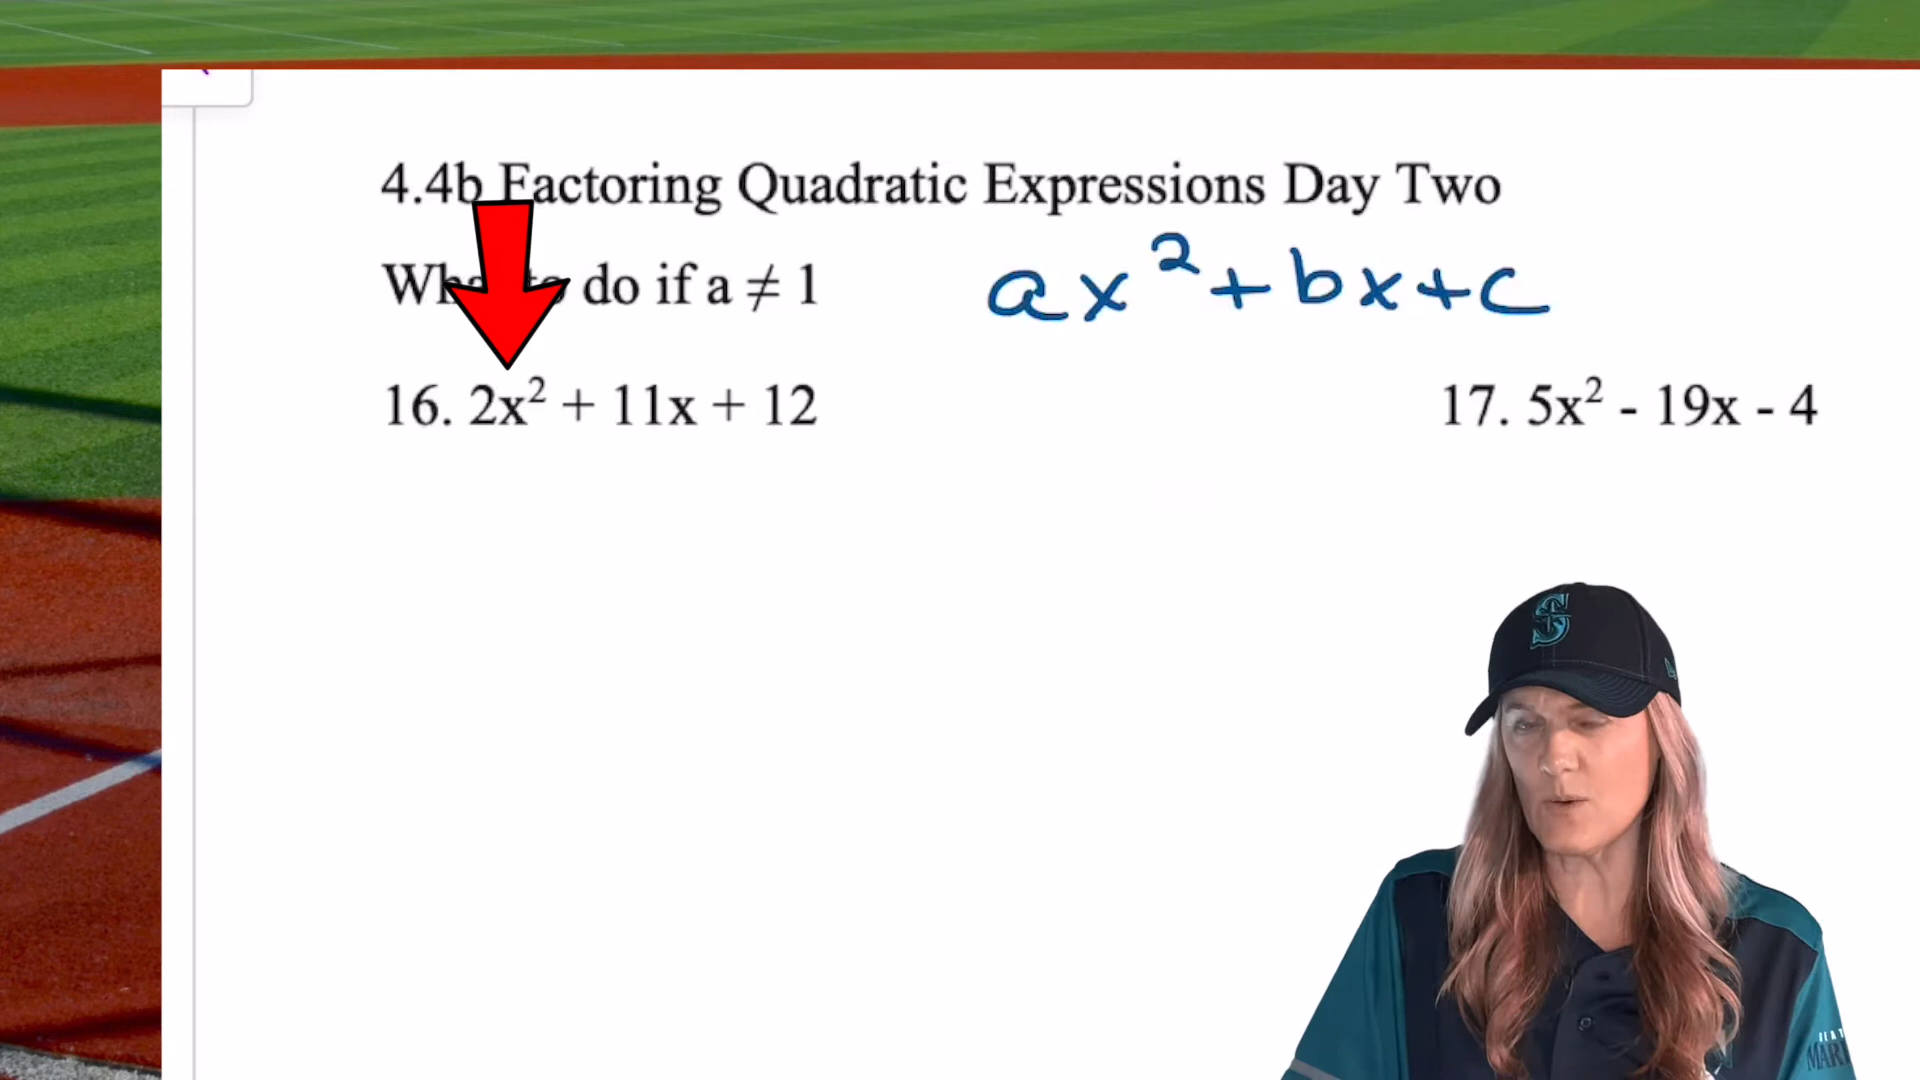 4.4b Factoring Quadratic Expressions Day Two
do if a ≠ 1
ax² + bx + c
16. 2x² + 11x + 12
17. 5x² - 19x - 4
S